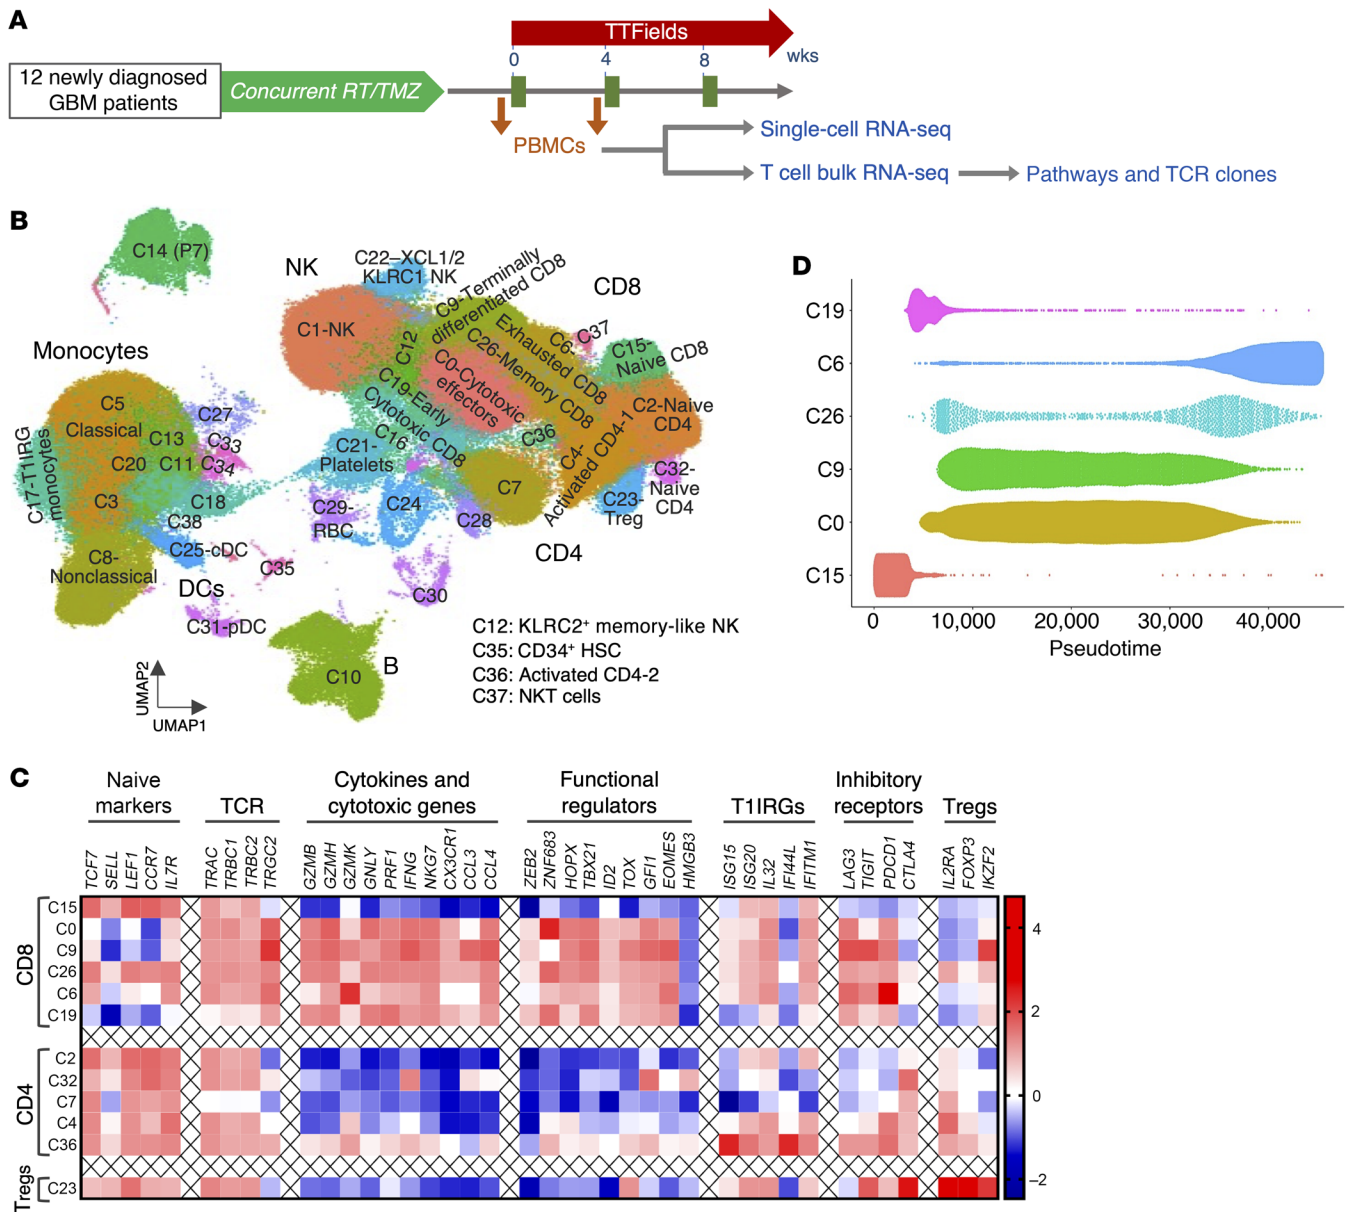 A
TTFields
0 4 8 wks
12 newly diagnosed
GBM patients
Concurrent RT/TMZ
PBMCs
Single-cell RNA-seq
T cell bulk RNA-seq
Pathways and TCR clones
B
C14 (P7)
NK
C22–XCL1/2
KLRC1 NK
C9-Terminally
differentiated CD8
CD8
C1-NK
C12
Exhausted CD8
C6-
C37
C15-
Naive CD8
C26-Memory CD8
C0-Cytotoxic
effectors
C19-Early
Cytotoxic CD8
C16
C36
C2-Naive
CD4
C4-
Activated CD4-1
C21-
Platelets
C32-
Naive
CD4
C23-
Treg
C7
C24
C28
C29-
RBC
CD4
C30
Monocytes
C5
Classical
C13
C27
C33
C34
C20
C11
C17-T1IRG
monocytes
C3
C18
C38
C25-cDC
C8-
Nonclassical
DCs
C35
C31-pDC
B
C10
C12: KLRC2+ memory-like NK
C35: CD34+ HSC
C36: Activated CD4-2
C37: NKT cells
UMAP2
UMAP1
D
C19
C6
C26
C9
C0
C15
0 10,000 20,000 30,000 40,000
Pseudotime
C
Naive
markers
TCR
Cytokines and
cytotoxic genes
Functional
regulators
T1IRGs
Inhibitory
receptors
Tregs
TCF7 SELL LEF1 CCR7 IL7R
TRAC TRBC1 TRBC2 TRGC2
GZMB GZMH GZMK GNLY PRF1 IFNG NKG7 CX3CR1 CCL3 CCL4
ZEB2 ZNF683 HOPX TBX21 ID2 TOX GFI1 EOMES HMGB3
ISG15 ISG20 IL32 IFI44L IFITM1
LAG3 TIGIT PDCD1 CTLA4
IL2RA FOXP3 IKZF2
CD8
C15
C0
C9
C26
C6
C19
CD4
C2
C32
C7
C4
C36
Tregs
C23
4
2
0
–1
–2